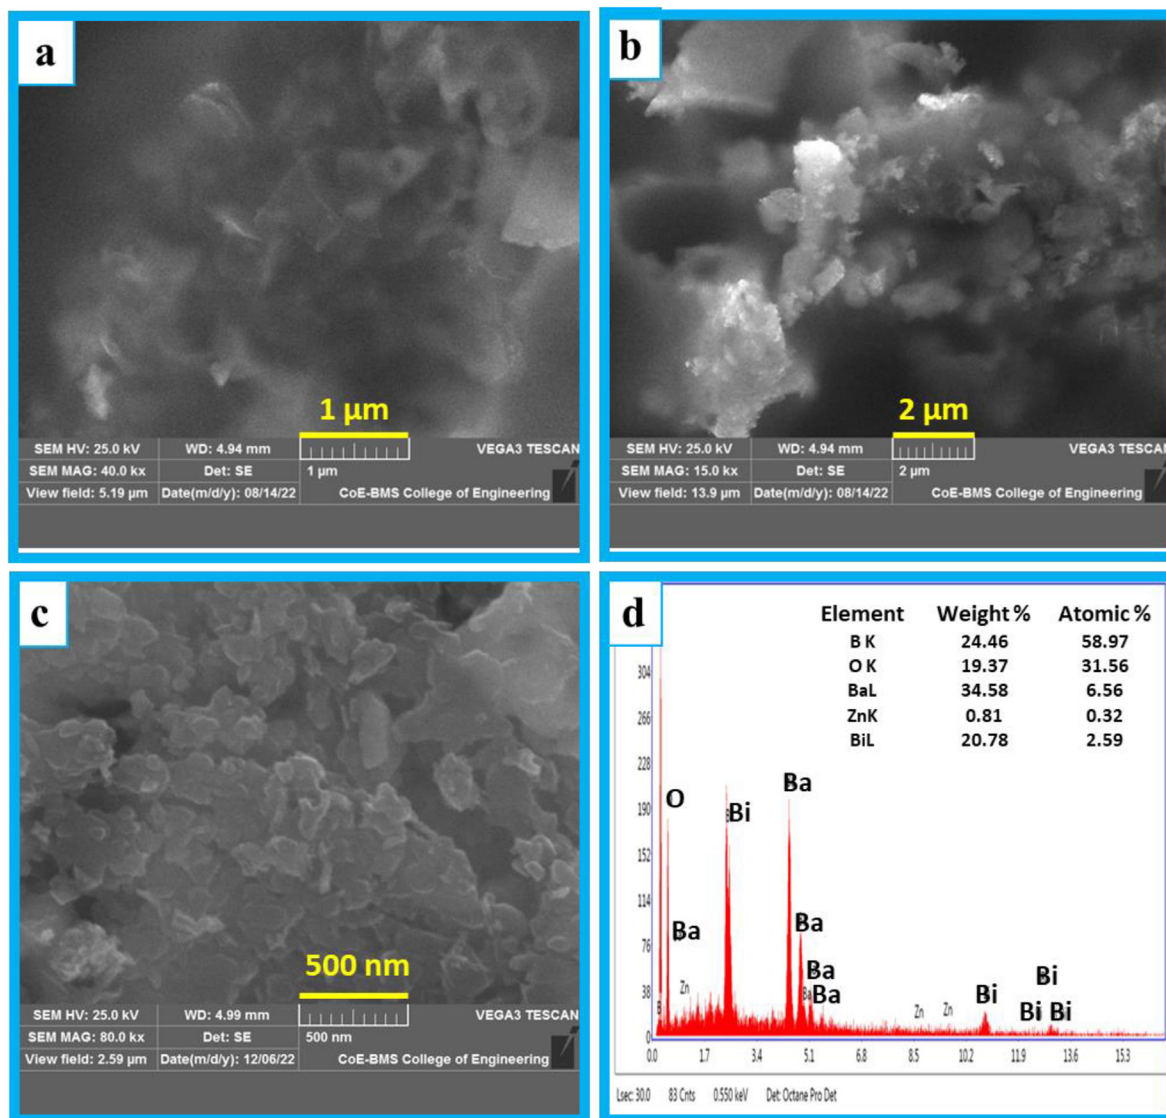 a
1 µm
SEM HV: 25.0 kV WD: 4.94 mm VEGA3 TESCAN
SEM MAG: 40.0 kx Det: SE 1 µm
View field: 5.19 µm Date(m/d/y): 08/14/22 CoE-BMS College of Engineering
b
2 µm
SEM HV: 25.0 kV WD: 4.94 mm VEGA3 TESCAN
SEM MAG: 15.0 kx Det: SE 2 µm
View field: 13.9 µm Date(m/d/y): 08/14/22 CoE-BMS College of Engineering
c
500 nm
SEM HV: 25.0 kV WD: 4.99 mm VEGA3 TESCAN
SEM MAG: 80.0 kx Det: SE 500 nm
View field: 2.59 µm Date(m/d/y): 12/06/22 CoE-BMS College of Engineering
d
Element Weight % Atomic %
B K 24.46 58.97
O K 19.37 31.56
BaL 34.58 6.56
ZnK 0.81 0.32
BiL 20.78 2.59
304
266
228
190
152
114
76
38
0
O
Ba
Zn
B
Bi
Ba
Ba
Ba
Ba
Ba
Zn
Zn
Bi
Bi
Bi
Bi
0.0 1.7 3.4 5.1 6.8 8.5 10.2 11.9 13.6 15.3
Lsec: 30.0 83 Cnts 0.550 keV Det: Octane Pro Det